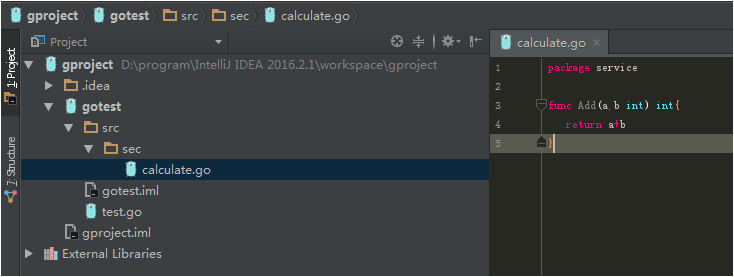 gproject gotest src sec calculate.go
1: Project
7: Structure
Project
gproject D:\program\IntelliJ IDEA 2016.2.1\workspace\gproject
.idea
gotest
src
sec
calculate.go
gotest.iml
test.go
gproject.iml
External Libraries
calculate.go
1 package service
2
3 func Add(a,b int) int{
4 return a+b
5 }